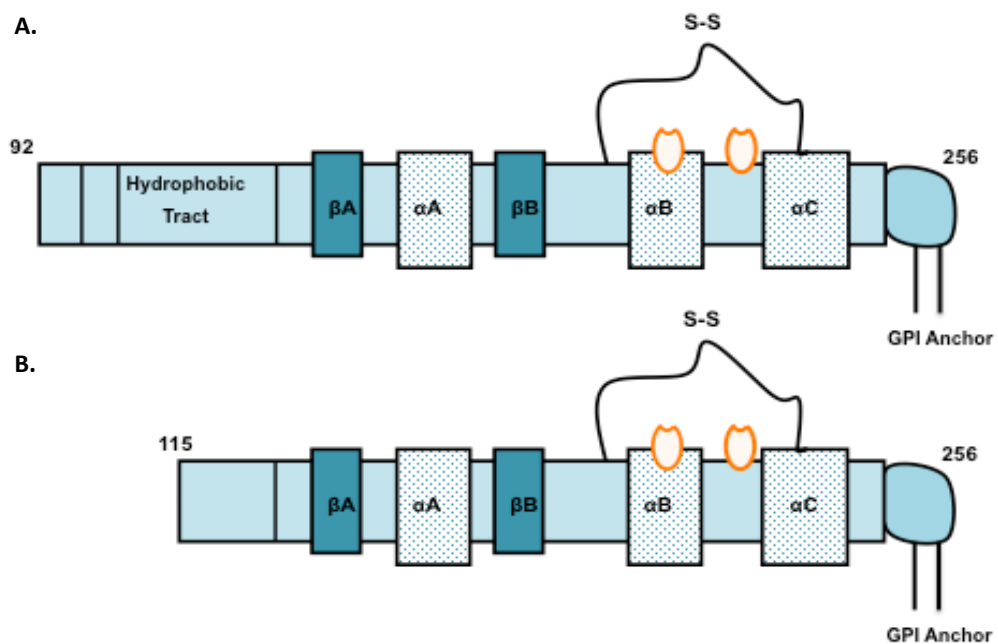 A.
S-S
92
256
Hydrophobic
Tract
βA
αA
βB
αB
αC
GPI Anchor
B.
S-S
115
256
βA
αA
βB
αB
αC
GPI Anchor